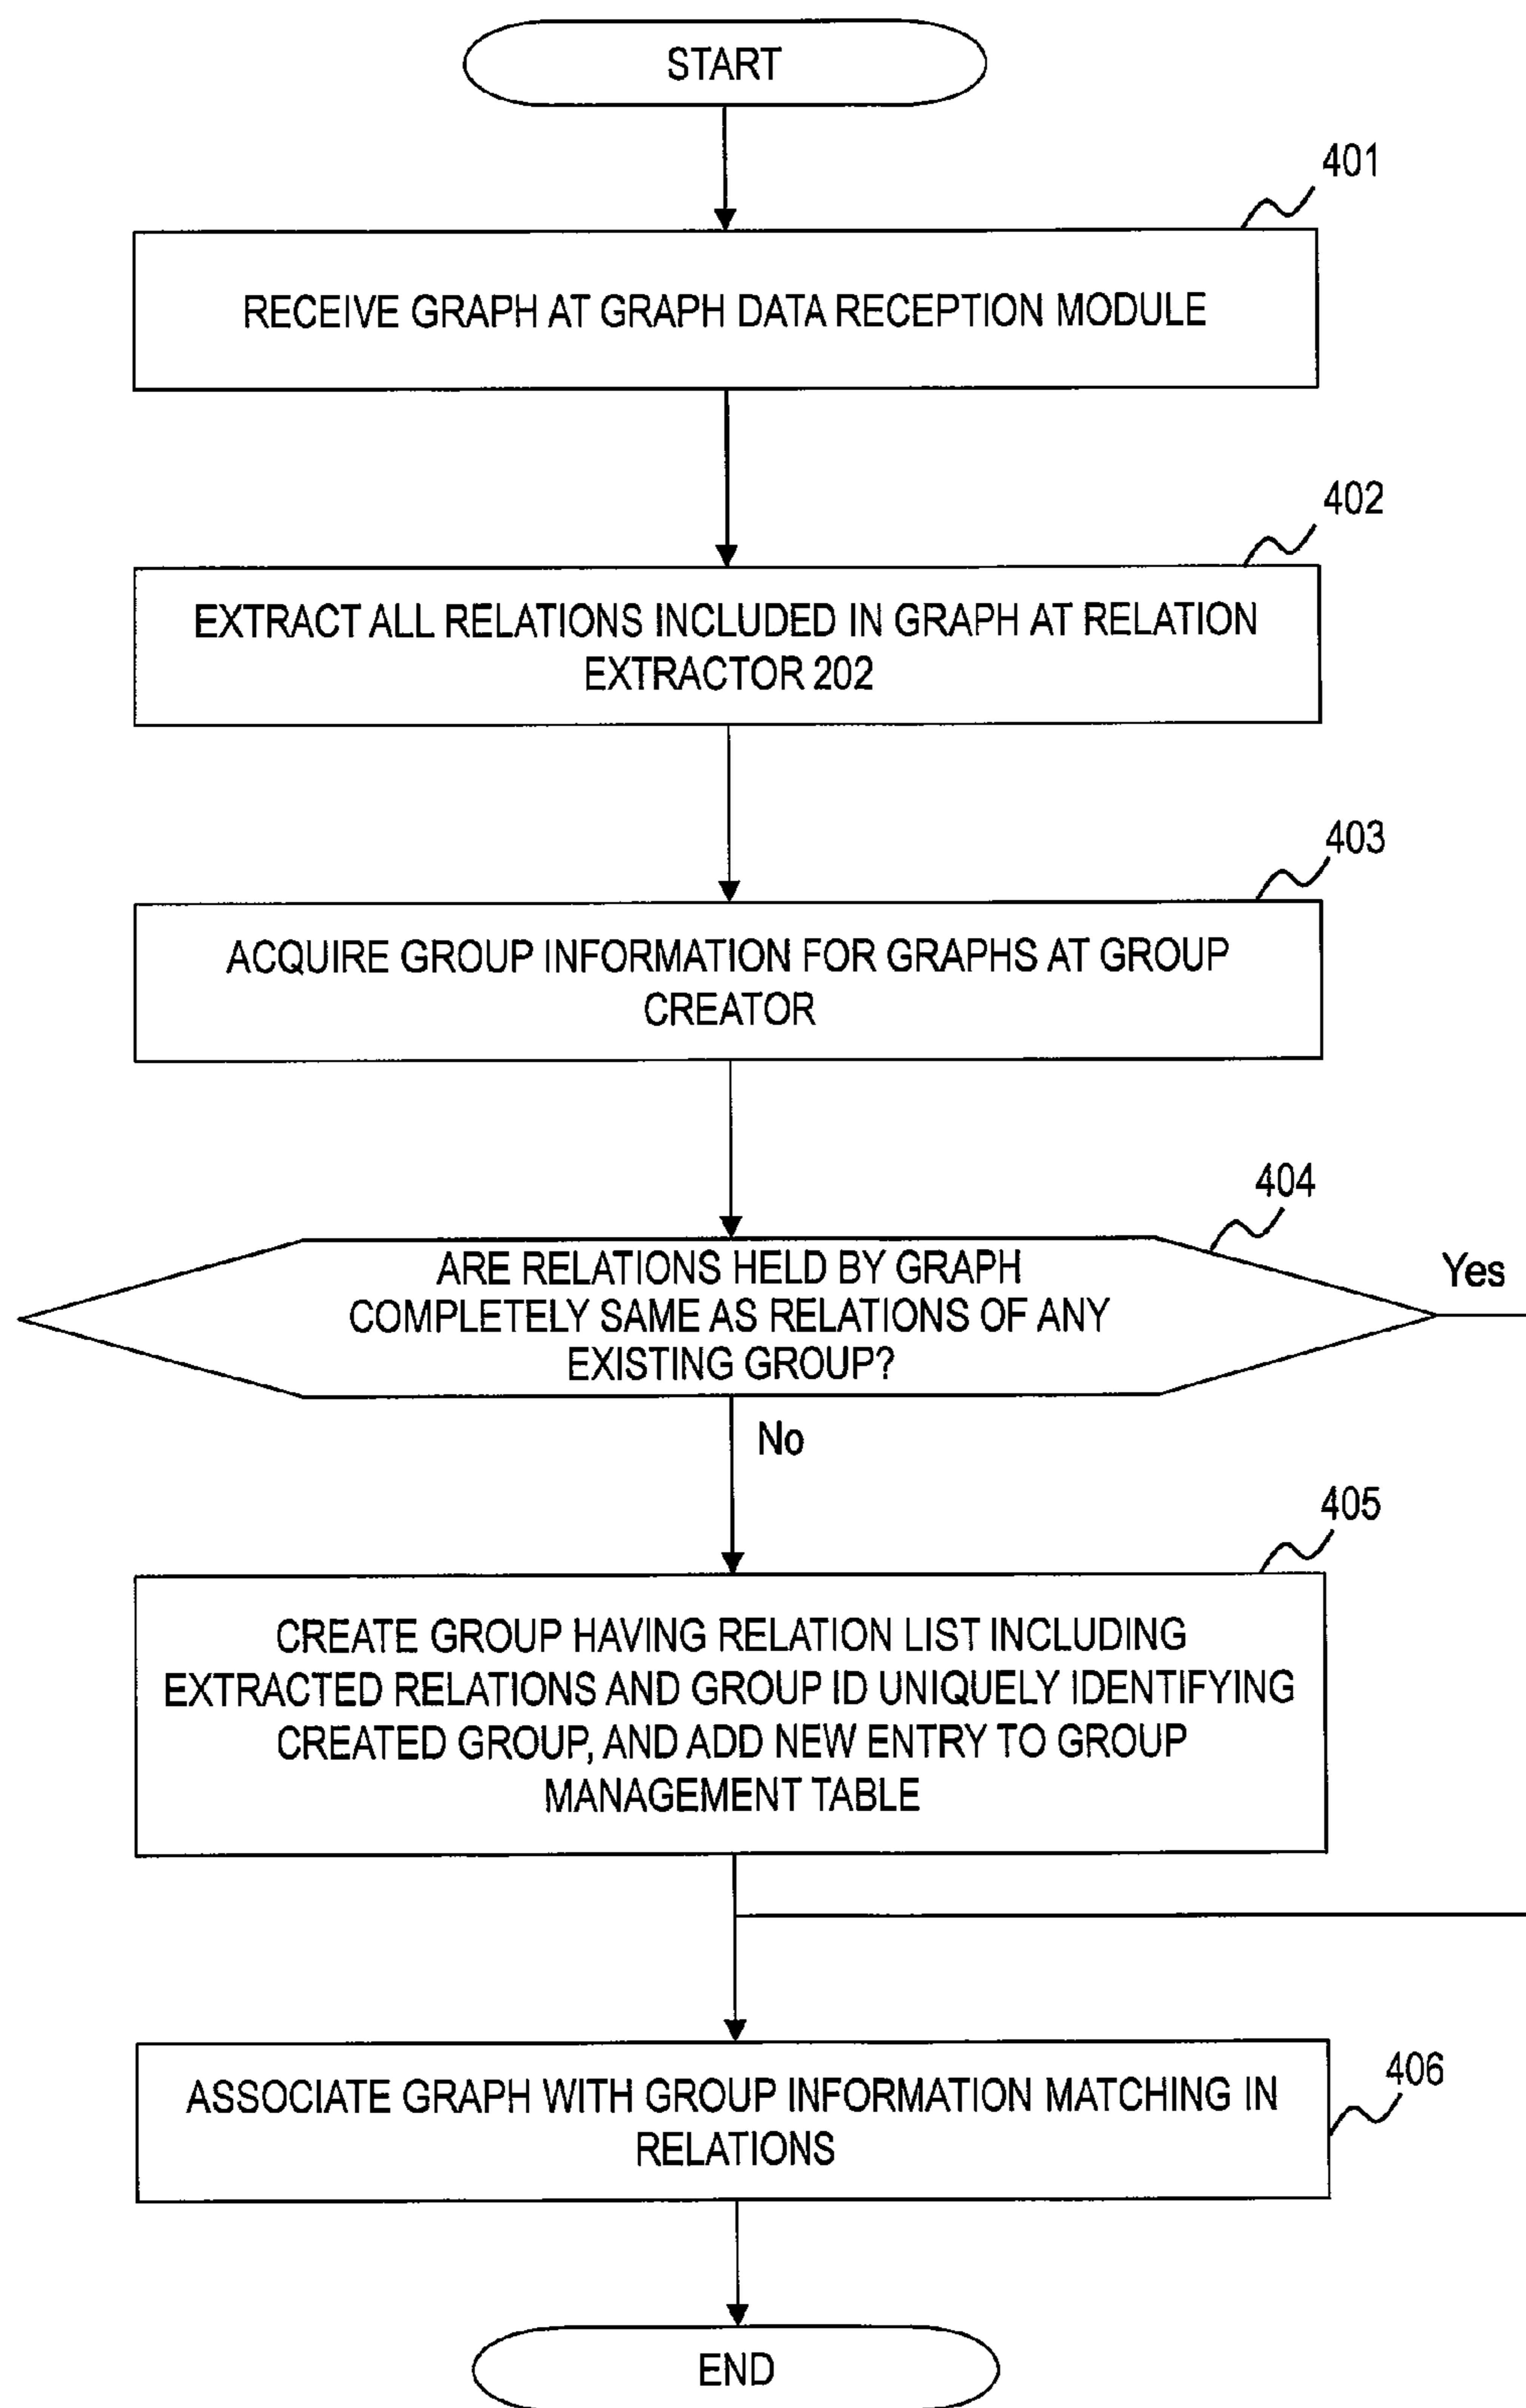 START
401
RECEIVE GRAPH AT GRAPH DATA RECEPTION MODULE
402
EXTRACT ALL RELATIONS INCLUDED IN GRAPH AT RELATION
EXTRACTOR 202
403
ACQUIRE GROUP INFORMATION FOR GRAPHS AT GROUP
CREATOR
404
ARE RELATIONS HELD BY GRAPH
COMPLETELY SAME AS RELATIONS OF ANY
EXISTING GROUP?
Yes
No
405
CREATE GROUP HAVING RELATION LIST INCLUDING
EXTRACTED RELATIONS AND GROUP ID UNIQUELY IDENTIFYING
CREATED GROUP, AND ADD NEW ENTRY TO GROUP
MANAGEMENT TABLE
406
ASSOCIATE GRAPH WITH GROUP INFORMATION MATCHING IN
RELATIONS
END